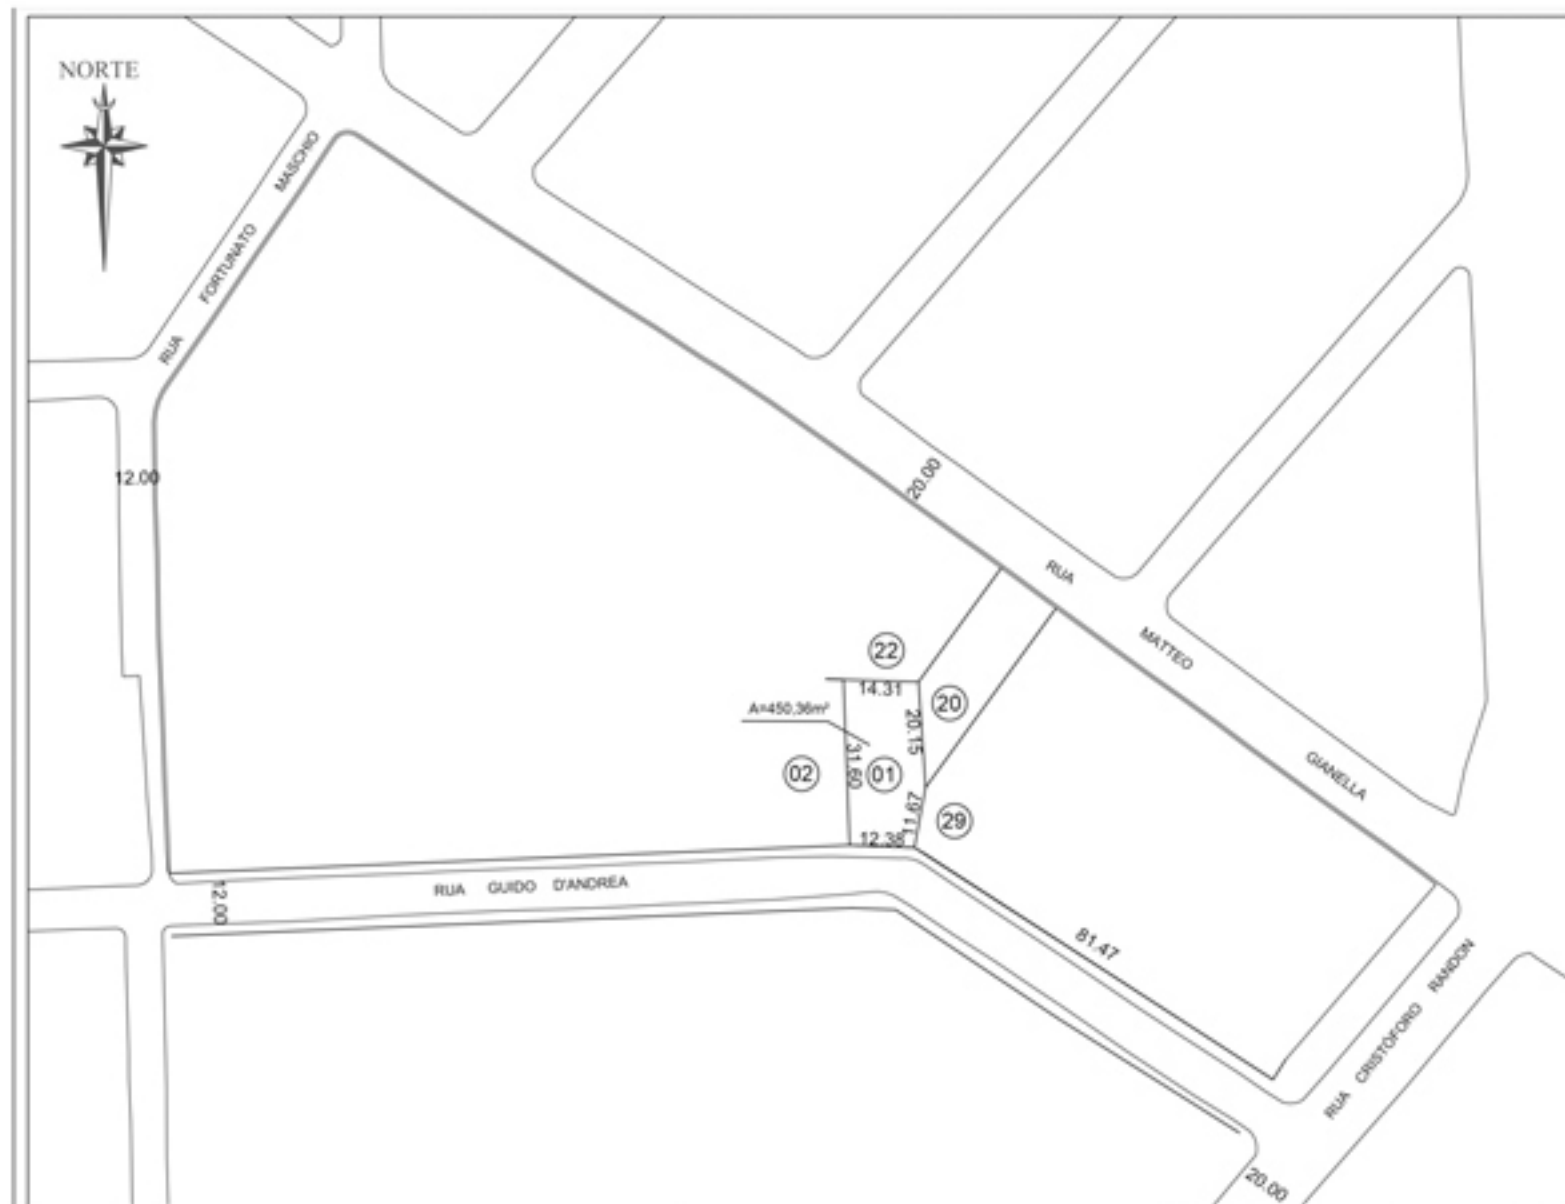 NORTE
RUA FORTUNATO MASCHIO
12.00
20.00
RUA MATTEO GIANELLA
22
14.31
A=450,36m²
20.15
20
02
31.60
01
11.67
29
12.38
RUA GUIDO D'ANDREA
12.00
81.47
RUA CRISTÓFORO RANDON
20.00